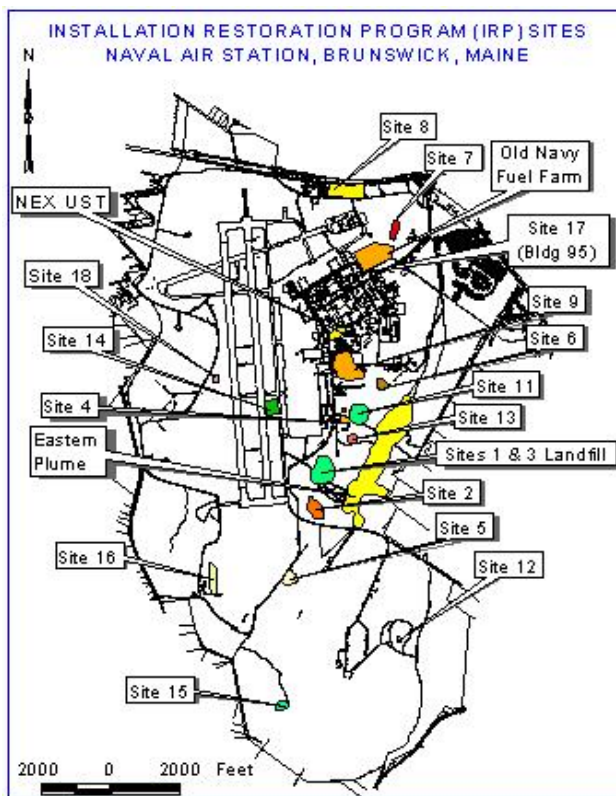 INSTALLATION RESTORATION PROGRAM (IRP) SITES
NAVAL AIR STATION, BRUNSWICK, MAINE
N
Site 8
Site 7
Old Navy
Fuel Farm
NEX UST
Site 17
(Bldg 95)
Site 18
Site 9
Site 14
Site 6
Site 11
Site 4
Site 13
Eastern
Plume
Sites 1 & 3 Landfill
Site 2
Site 5
Site 16
Site 12
Site 15
2000 0 2000 Feet